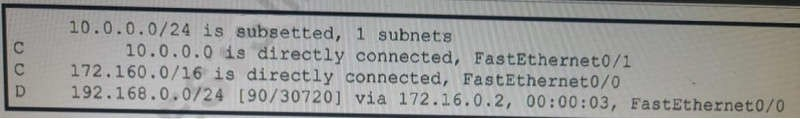 10.0.0.0/24 is subsetted, 1 subnets
C 10.0.0.0 is directly connected, FastEthernet0/1
C 172.160.0/16 is directly connected, FastEthernet0/0
D 192.168.0.0/24 [90/30720] via 172.16.0.2, 00:00:03, FastEthernet0/0